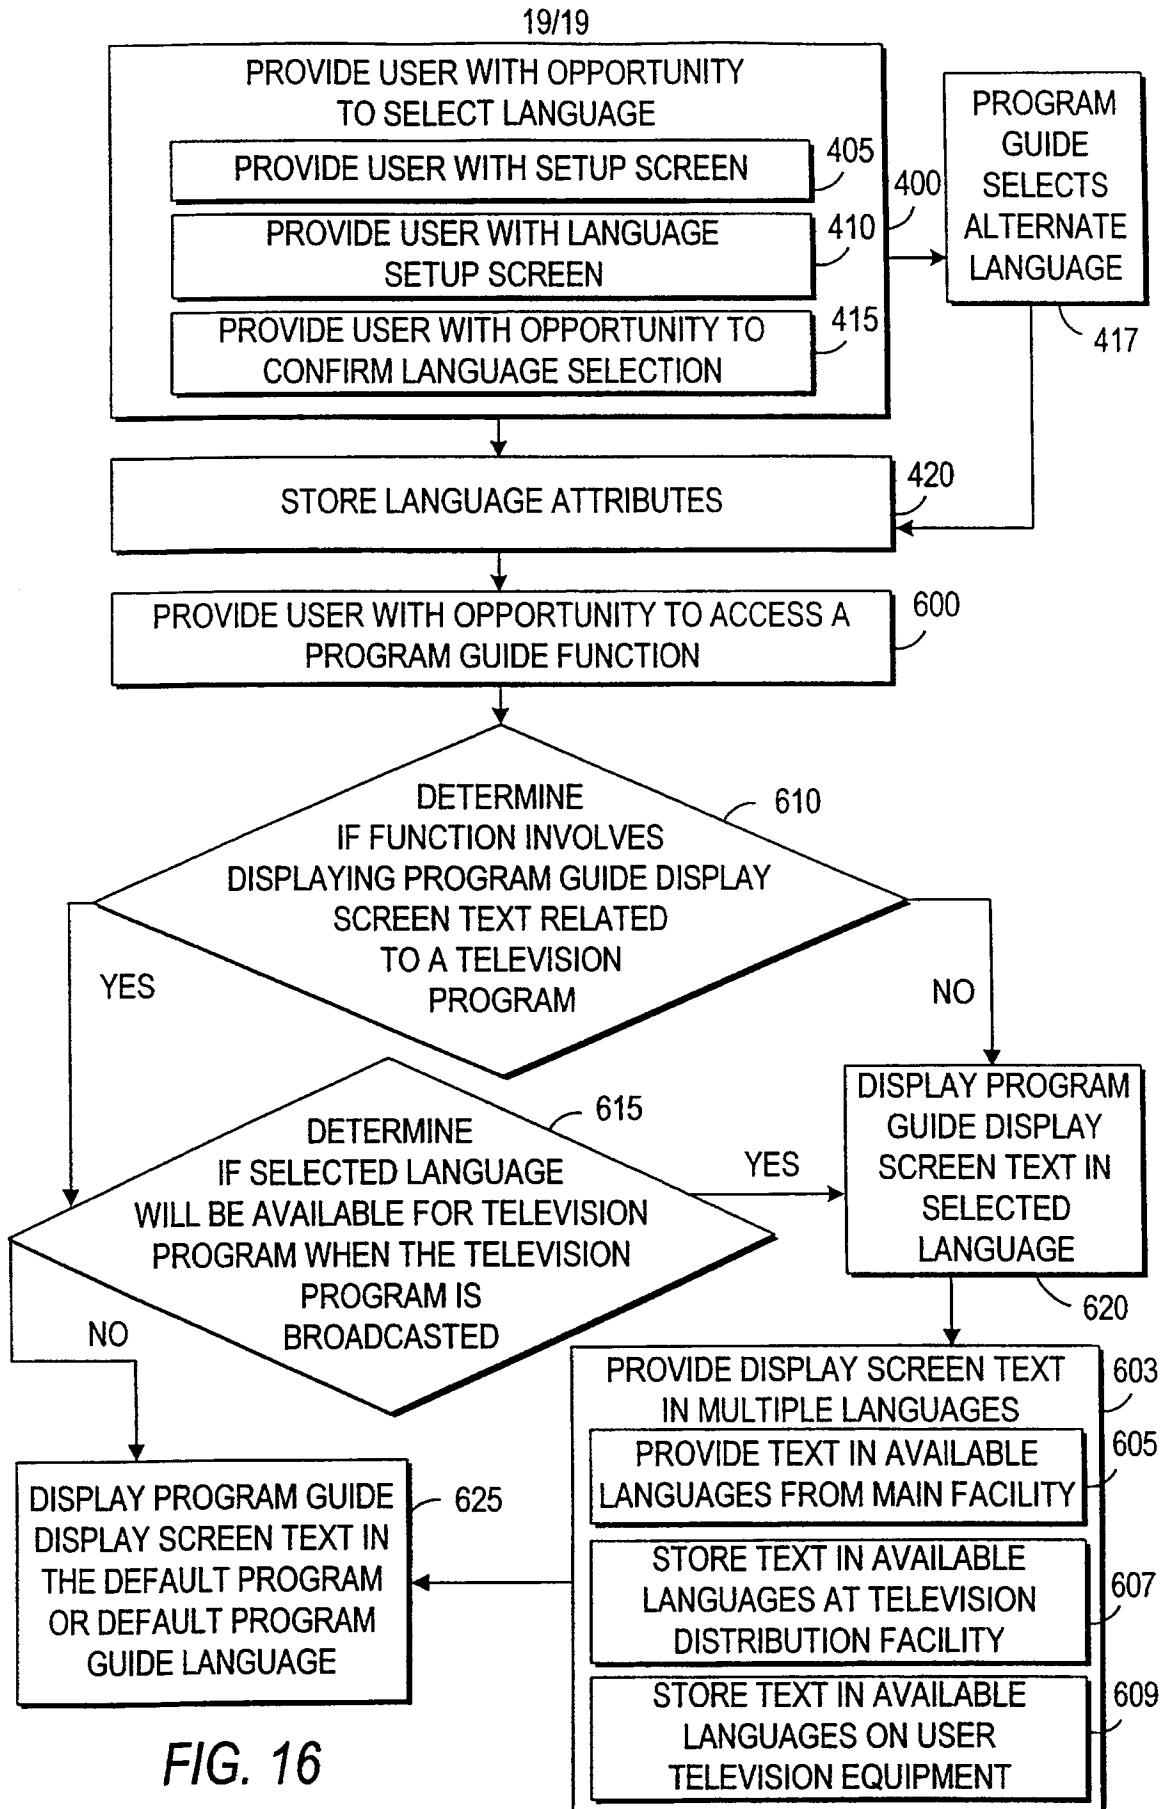 19/19
PROVIDE USER WITH OPPORTUNITY
TO SELECT LANGUAGE
PROVIDE USER WITH SETUP SCREEN
405
PROVIDE USER WITH LANGUAGE
SETUP SCREEN
410
PROVIDE USER WITH OPPORTUNITY TO
CONFIRM LANGUAGE SELECTION
415
400
PROGRAM
GUIDE
SELECTS
ALTERNATE
LANGUAGE
417
STORE LANGUAGE ATTRIBUTES
420
PROVIDE USER WITH OPPORTUNITY TO ACCESS A
PROGRAM GUIDE FUNCTION
600
DETERMINE
IF FUNCTION INVOLVES
DISPLAYING PROGRAM GUIDE DISPLAY
SCREEN TEXT RELATED
TO A TELEVISION
PROGRAM
610
YES
NO
DETERMINE
IF SELECTED LANGUAGE
WILL BE AVAILABLE FOR TELEVISION
PROGRAM WHEN THE TELEVISION
PROGRAM IS
BROADCASTED
615
YES
NO
DISPLAY PROGRAM
GUIDE DISPLAY
SCREEN TEXT IN
SELECTED
LANGUAGE
620
PROVIDE DISPLAY SCREEN TEXT
IN MULTIPLE LANGUAGES
603
PROVIDE TEXT IN AVAILABLE
LANGUAGES FROM MAIN FACILITY
605
STORE TEXT IN AVAILABLE
LANGUAGES AT TELEVISION
DISTRIBUTION FACILITY
607
STORE TEXT IN AVAILABLE
LANGUAGES ON USER
TELEVISION EQUIPMENT
609
DISPLAY PROGRAM GUIDE
DISPLAY SCREEN TEXT IN
THE DEFAULT PROGRAM
OR DEFAULT PROGRAM
GUIDE LANGUAGE
625
FIG. 16